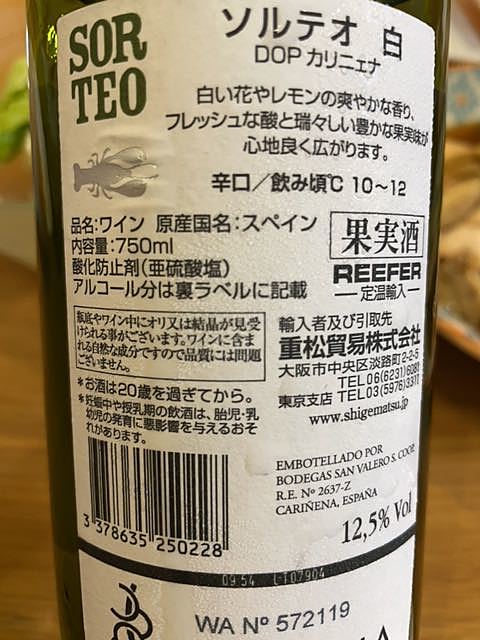 SOR
TEO
ソルテオ 白
DOP カリニェナ
白い花やレモンの爽やかな香り、
フレッシュな酸と瑞々しい豊かな果実味が
心地良く広がります。
辛口／飲み頃℃ 10～12
品名:ワイン 原産国名:スペイン
内容量:750ml
酸化防止剤(亜硫酸塩)
アルコール分は裏ラベルに記載
果実酒
REEFER
定温輸入
瓶底やワイン中にオリ又は結晶が見受
けられる事がございます。ワインに含ま
れる自然な成分ですので品質には問題
ございません。
*お酒は20歳を過ぎてから。
*妊娠中や授乳期の飲酒は、胎児・乳
幼児の発育に悪影響を与えるおそ
れがあります。
輸入者及び引取先
重松貿易株式会社
大阪市中央区淡路町2-2-5
TEL 06(6231)6081
東京支店 TEL 03(5976)3311
www.shigematsu.jp
EMBOTELLADO POR
BODEGAS SAN VALERO S. COOP.
R.E. Nº 2637-Z
CARIÑENA, ESPAÑA
12,5% Vol
3 378635 250228
09 54 L-107904
WA Nº 572119